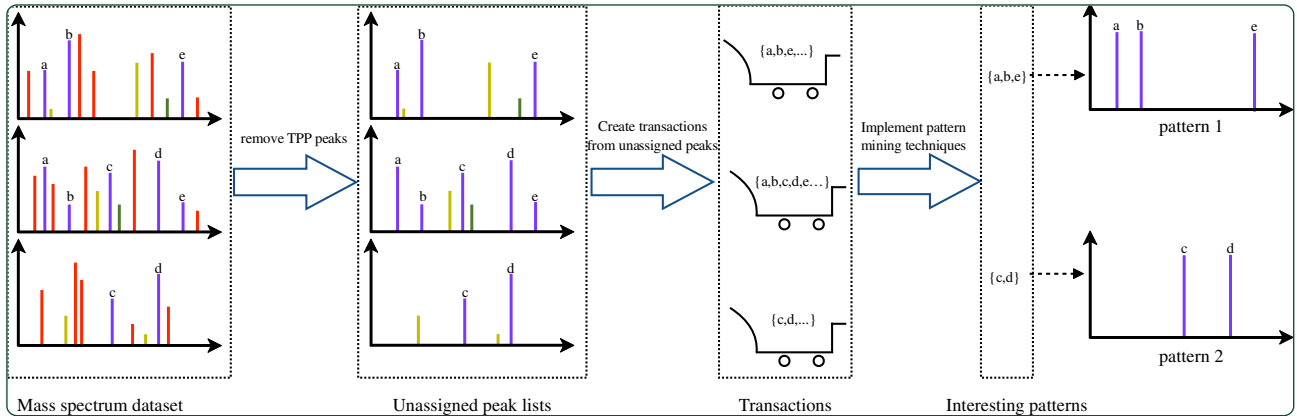 b
a
e
a
b
c
d
e
c
d
Mass spectrum dataset
remove TPP peaks
b
a
e
a
b
c
d
e
c
d
Unassigned peak lists
Create transactions
from unassigned peaks
{a,b,e,...}
{a,b,c,d,e…}
{c,d,...}
Transactions
Implement pattern
mining techniques
{a,b,e}
{c,d}
Interesting patterns
a
b
e
pattern 1
c
d
pattern 2